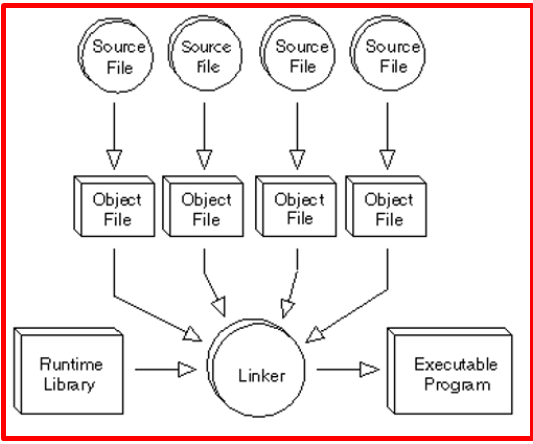 Source
File
Source
File
Source
File
Source
File
Object
File
Object
File
Object
File
Object
File
Runtime
Library
Linker
Executable
Program